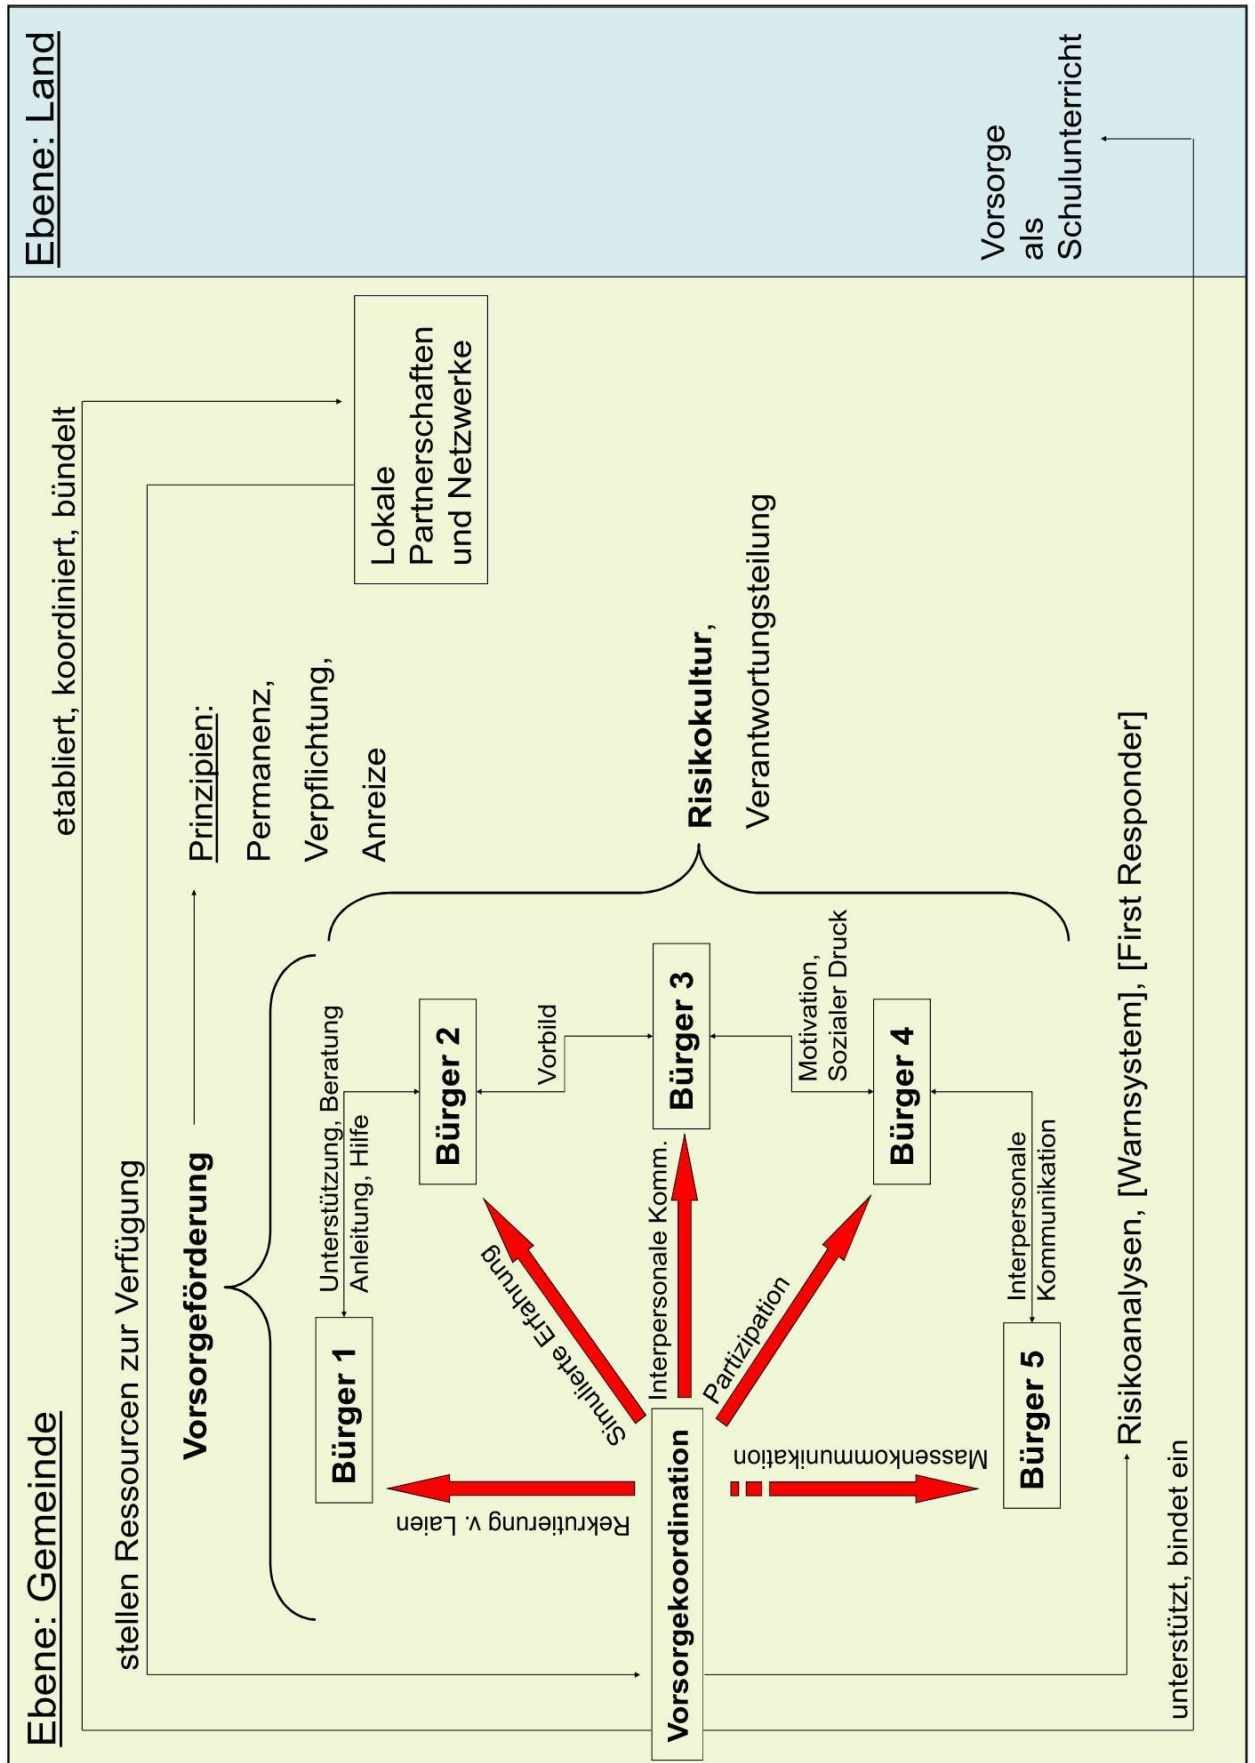 Ebene: Gemeinde
Ebene: Land
etabliert, koordiniert, bündelt
stellen Ressourcen zur Verfügung
Vorsorgeförderung
Prinzipien:
Permanenz,
Verpflichtung,
Anreize
Lokale
Partnerschaften
und Netzwerke
Unterstützung, Beratung
Anleitung, Hilfe
Bürger 1
Bürger 2
Vorbild
Rekrutierung v. Laien
Simulierte Erfahrung
Vorsorgekoordination
Interpersonale Komm.
Bürger 3
Risikokultur,
Verantwortungsteilung
Partizipation
Motivation,
Sozialer Druck
Massenkommunikation
Bürger 4
Bürger 5
Interpersonale
Kommunikation
Vorsorge
als
Schulunterricht
Risikoanalysen, [Warnsystem], [First Responder]
unterstützt, bindet ein